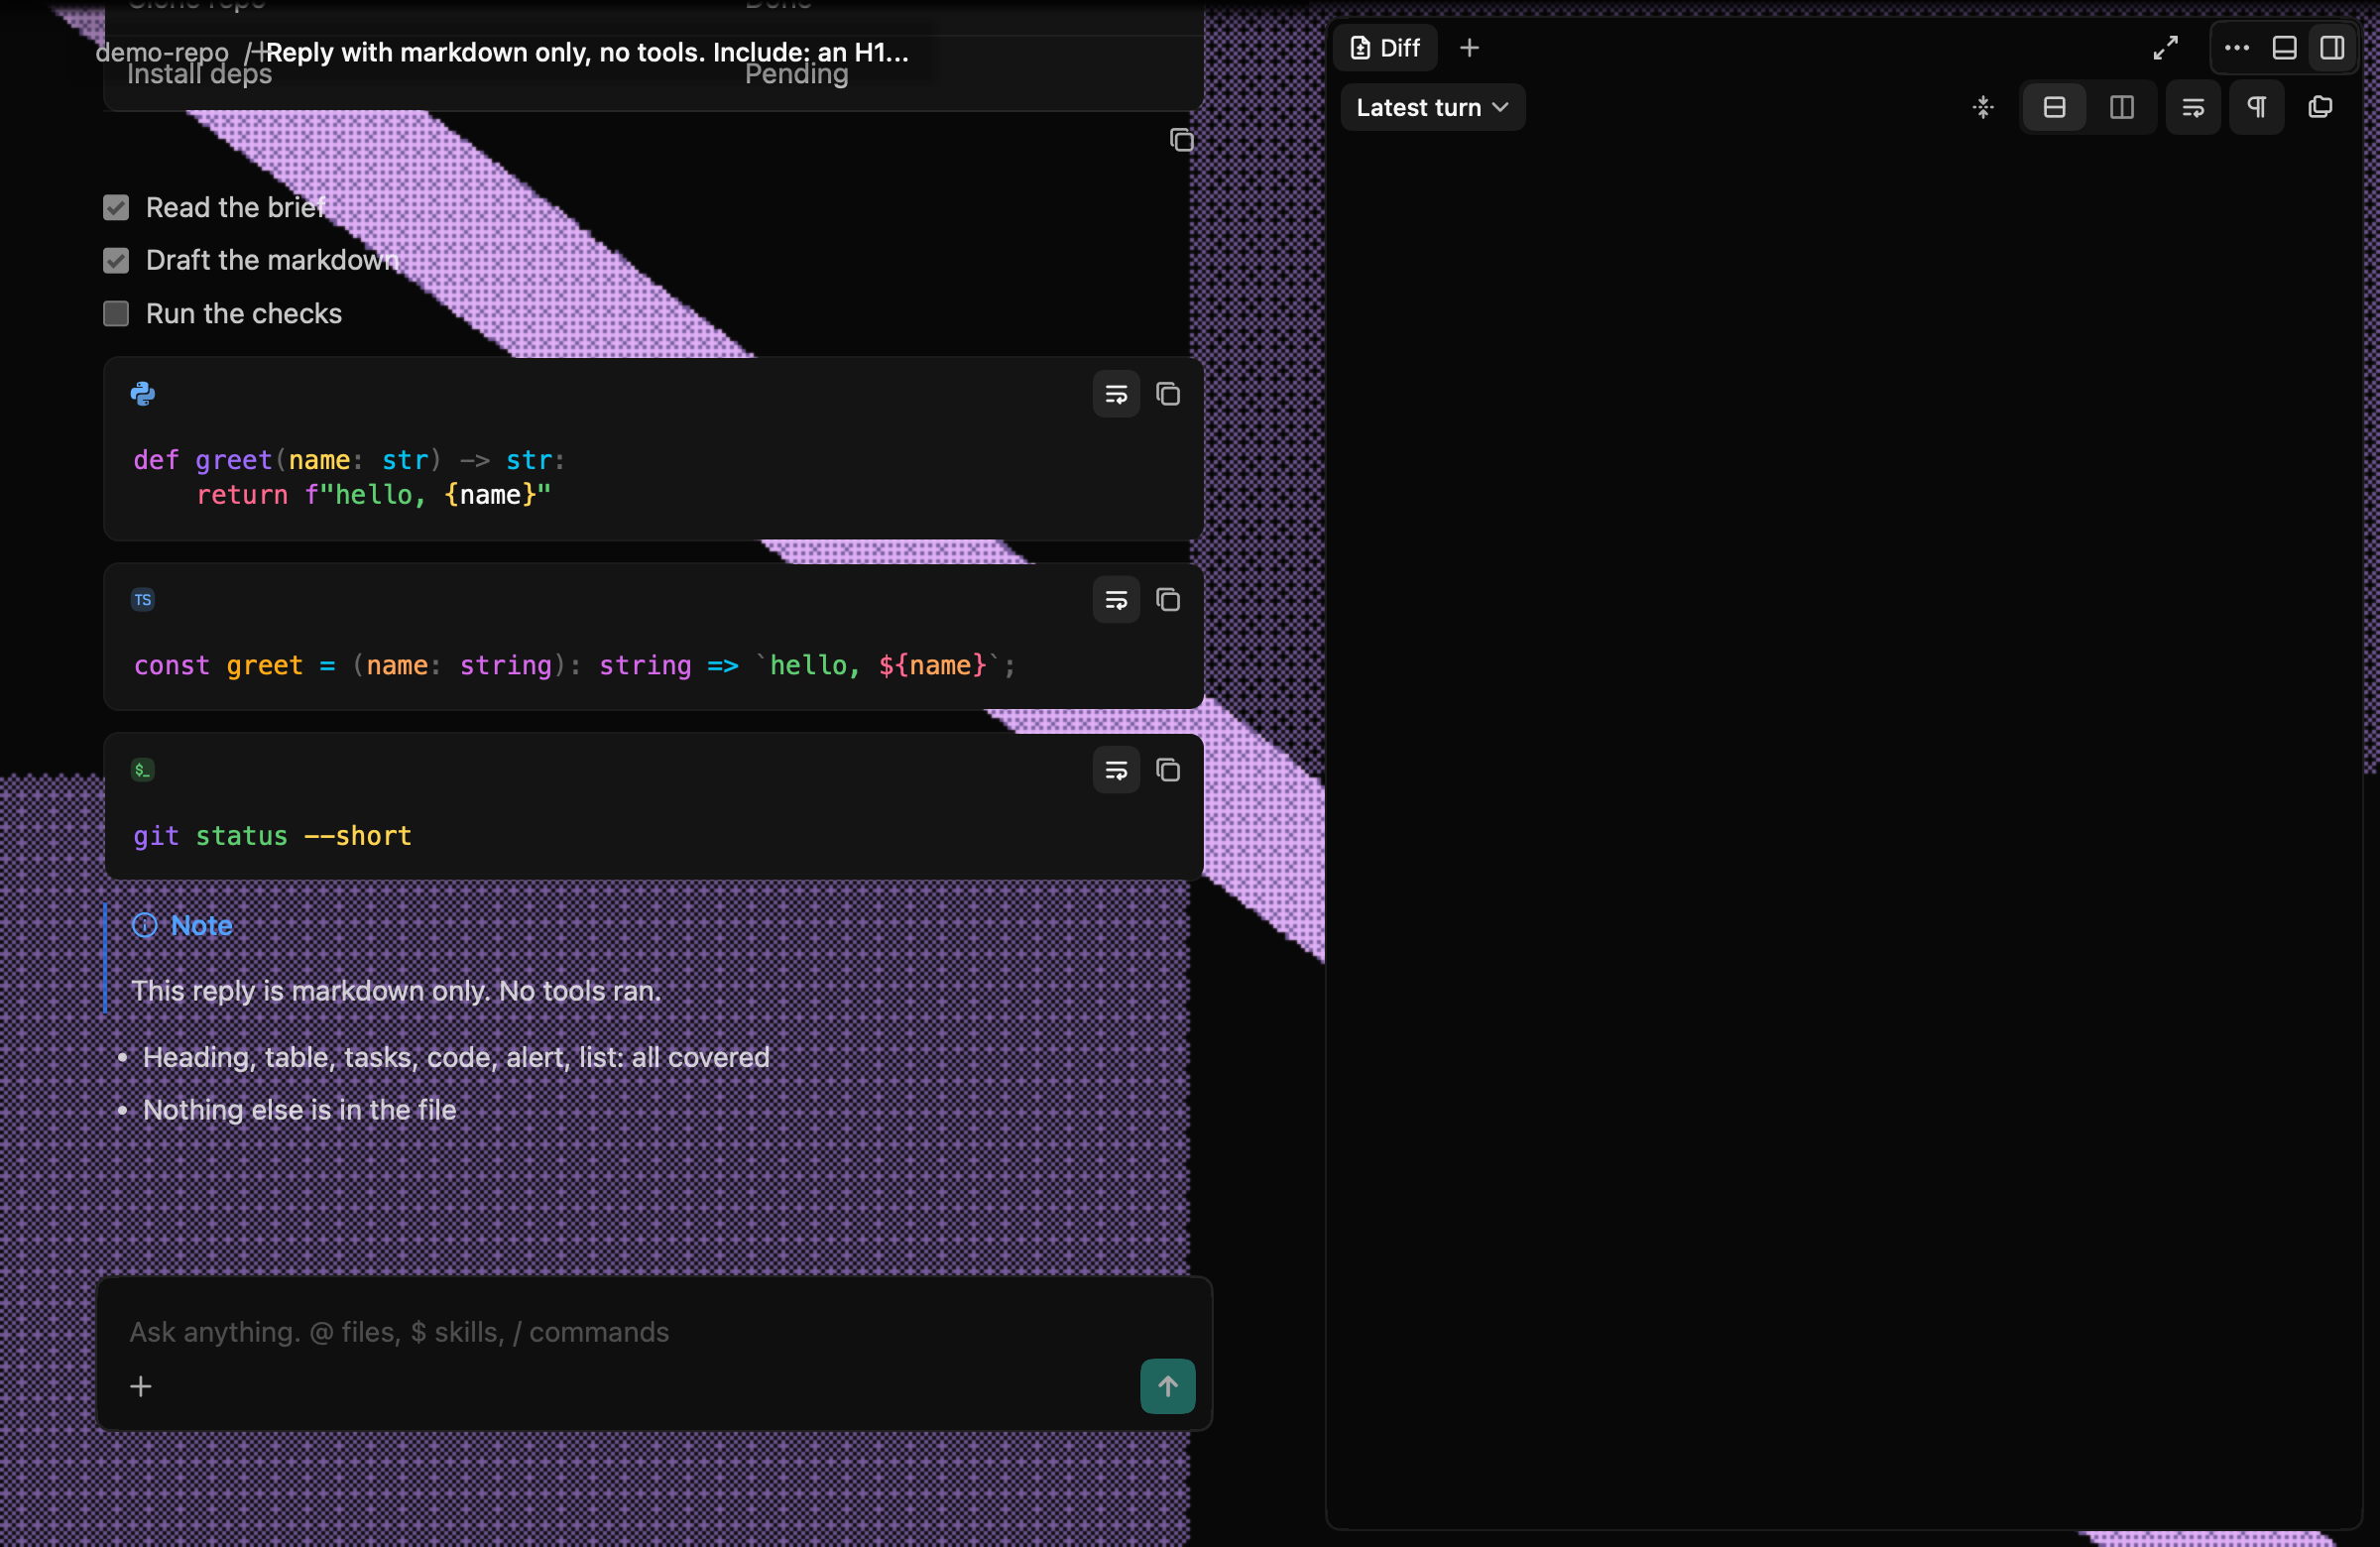 Clone repo Done
demo-repo / Reply with markdown only, no tools. Include: an H1...
Install deps Pending
Read the brief
Draft the markdown
Run the checks
def greet(name: str) -> str:
return f"hello, {name}"
TS
const greet = (name: string): string => `hello, ${name}`;
$_
git status --short
Note
This reply is markdown only. No tools ran.
• Heading, table, tasks, code, alert, list: all covered
• Nothing else is in the file
Ask anything. @ files, $ skills, / commands
Diff
Latest turn